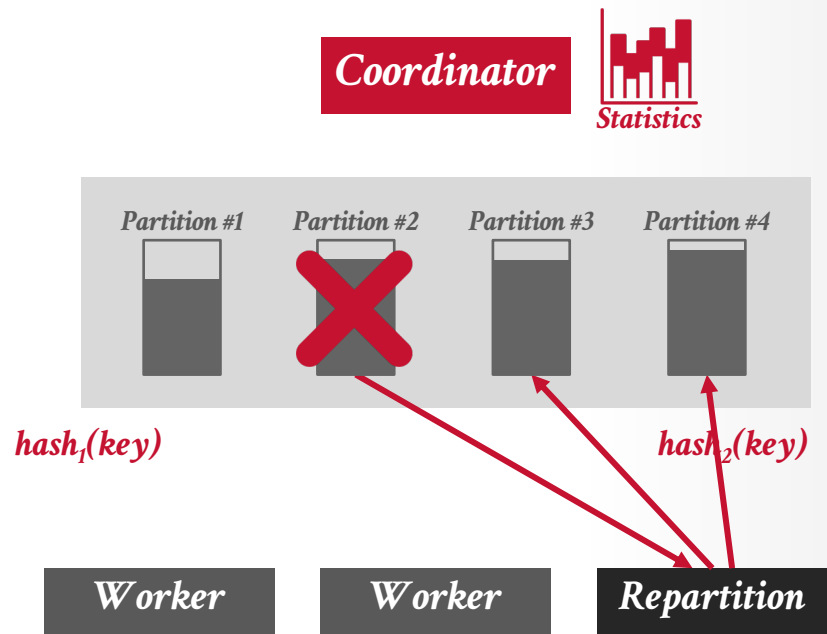 Coordinator
Statistics
Partition #1 Partition #2 Partition #3 Partition #4
hash₁(key) hash₂(key)
Worker Worker Repartition